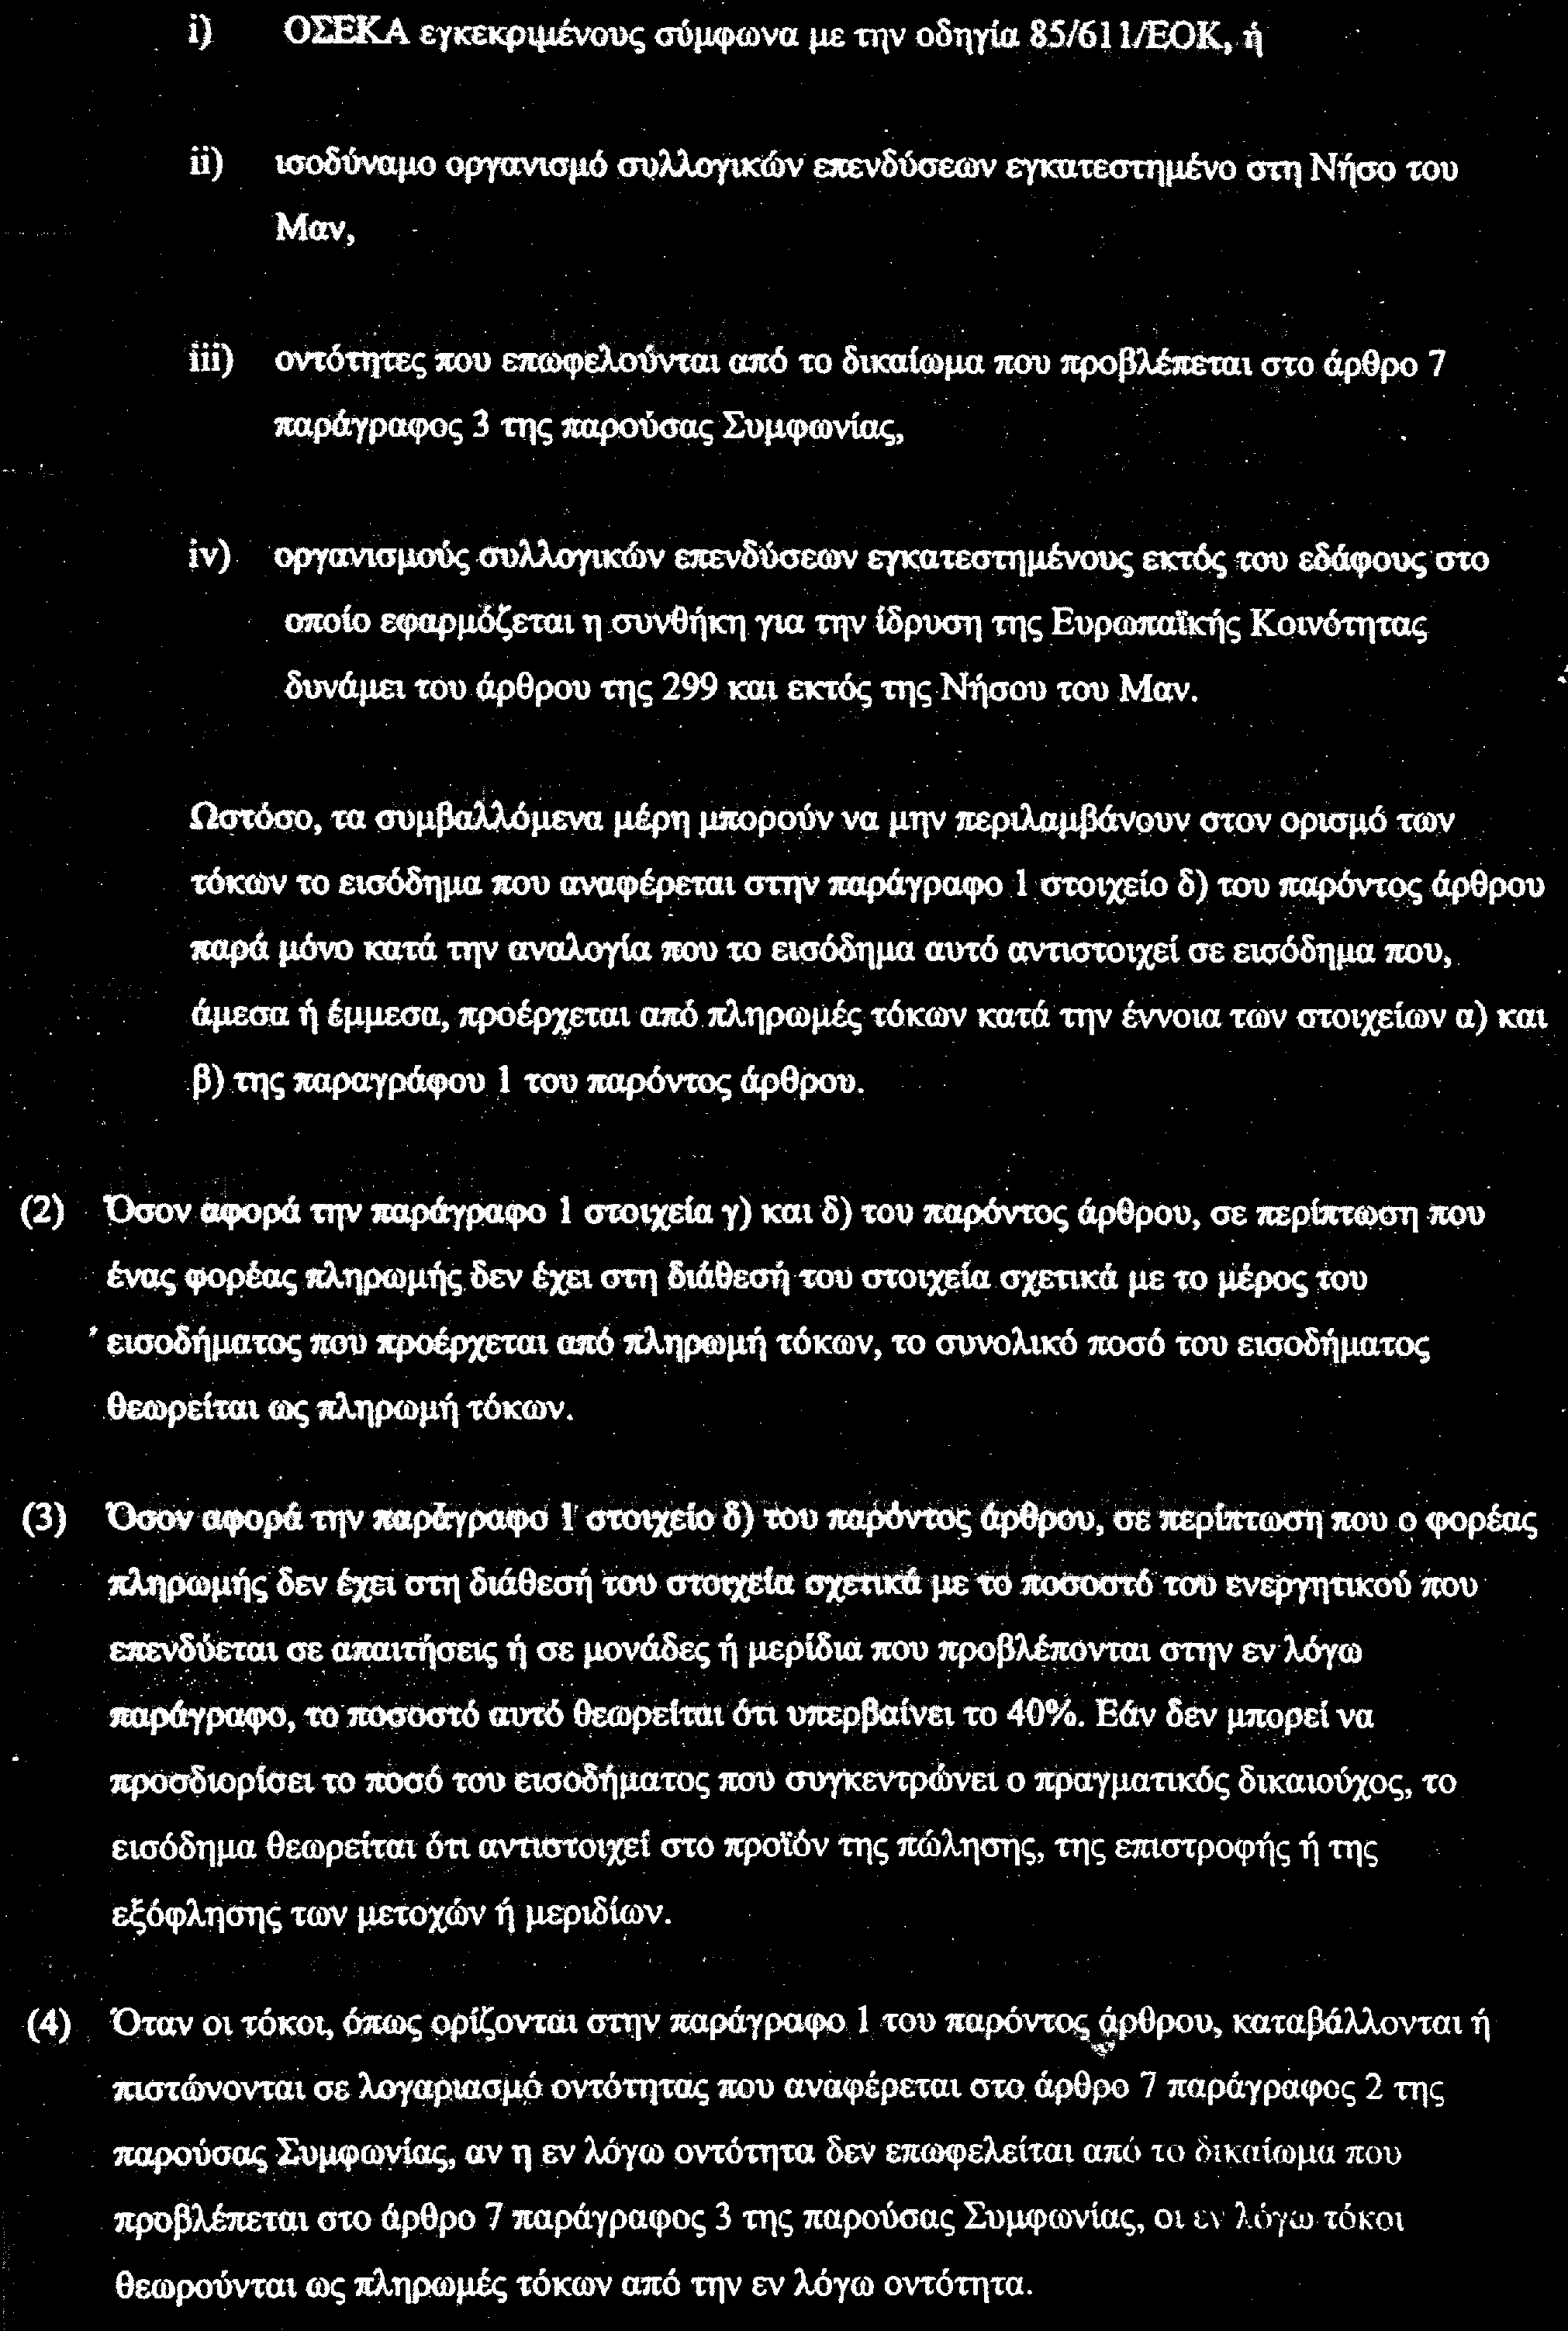 i) ΟΣΕΚΑ εγκεκριμένους σύμφωνα με την οδηγία 85/611/ΕΟΚ, ή
ii) ισοδύναμο οργανισμό συλλογικών επενδύσεων εγκατεστημένο στη Νήσο του
Μαν,
iii) οντότητες που επωφελούνται από το δικαίωμα που προβλέπεται στο άρθρο 7
παράγραφος 3 της παρούσας Συμφωνίας,
iv) οργανισμούς συλλογικών επενδύσεων εγκατεστημένους εκτός του εδάφους στο
οποίο εφαρμόζεται η συνθήκη για την ίδρυση της Ευρωπαϊκής Κοινότητας
δυνάμει του άρθρου της 299 και εκτός της Νήσου του Μαν.
Ωστόσο, τα συμβαλλόμενα μέρη μπορούν να μην περιλαμβάνουν στον ορισμό των
τόκων το εισόδημα που αναφέρεται στην παράγραφο 1 στοιχείο δ) του παρόντος άρθρου
παρά μόνο κατά την αναλογία που το εισόδημα αυτό αντιστοιχεί σε εισόδημα που,
άμεσα ή έμμεσα, προέρχεται από πληρωμές τόκων κατά την έννοια των στοιχείων α) και
β) της παραγράφου 1 του παρόντος άρθρου.
(2) Όσον αφορά την παράγραφο 1 στοιχεία γ) και δ) του παρόντος άρθρου, σε περίπτωση που
ένας φορέας πληρωμής δεν έχει στη διάθεσή του στοιχεία σχετικά με το μέρος του
εισοδήματος που προέρχεται από πληρωμή τόκων, το συνολικό ποσό του εισοδήματος
θεωρείται ως πληρωμή τόκων.
(3) Όσον αφορά την παράγραφο 1 στοιχείο δ) του παρόντος άρθρου, σε περίπτωση που ο φορέας
πληρωμής δεν έχει στη διάθεσή του στοιχεία σχετικά με το ποσοστό του ενεργητικού που
επενδύεται σε απαιτήσεις ή σε μονάδες ή μερίδια που προβλέπονται στην εν λόγω
παράγραφο, το ποσοστό αυτό θεωρείται ότι υπερβαίνει το 40%. Εάν δεν μπορεί να
προσδιορίσει το ποσό του εισοδήματος που συγκεντρώνει ο πραγματικός δικαιούχος, το
εισόδημα θεωρείται ότι αντιστοιχεί στο προϊόν της πώλησης, της επιστροφής ή της
εξόφλησης των μετοχών ή μεριδίων.
(4) Όταν οι τόκοι, όπως ορίζονται στην παράγραφο 1 του παρόντος άρθρου, καταβάλλονται ή
πιστώνονται σε λογαριασμό οντότητας που αναφέρεται στο άρθρο 7 παράγραφος 2 της
παρούσας Συμφωνίας, αν η εν λόγω οντότητα δεν επωφελείται από το δικαίωμα που
προβλέπεται στο άρθρο 7 παράγραφος 3 της παρούσας Συμφωνίας, οι εν λόγω τόκοι
θεωρούνται ως πληρωμές τόκων από την εν λόγω οντότητα.